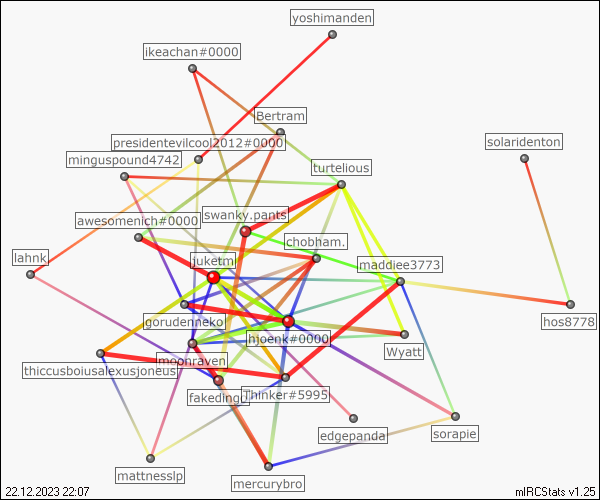 yoshimanden
ikeachan#0000
Bertram
presidentevilcool2012#0000
solaridenton
minguspound4742
turtelious
swanky.pants
awesomenich#0000
chobham.
lahnk
juketm
maddiee3773
gorudenneko
hos8778
hjoenk#0000
Wyatt
moonraven
thiccusboiusalexusjoneus
fakeding
Thinker#5995
edgepanda
sorapie
mattnesslp
mercurybro
22.12.2023 22:07
mIRCStats v1.25